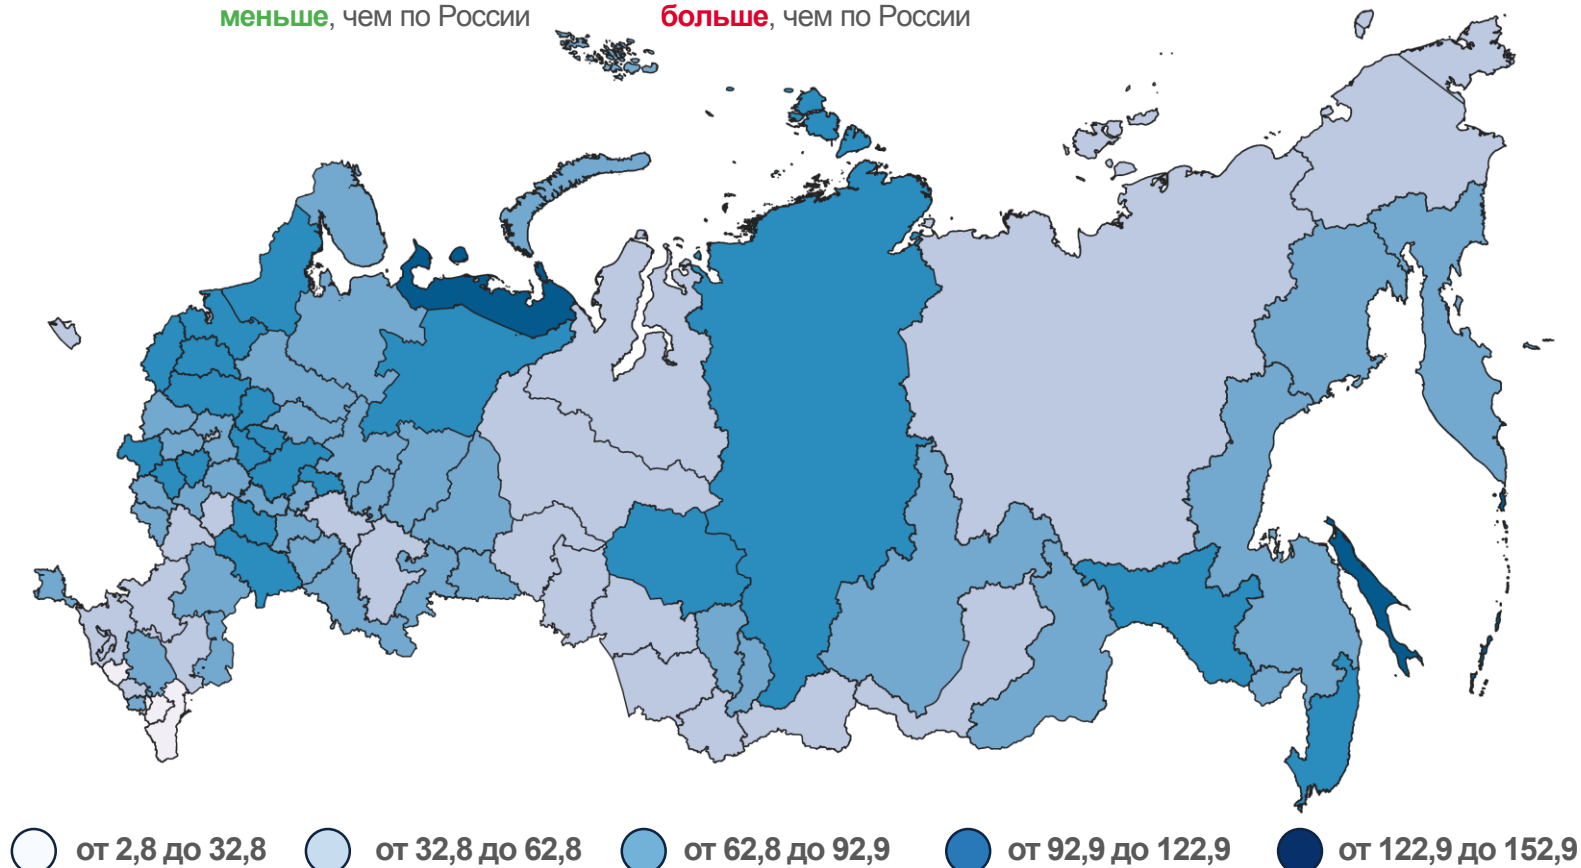 меньше, чем по России больше, чем по России
от 2,8 до 32,8 от 32,8 до 62,8 от 62,8 до 92,9 от 92,9 до 122,9 от 122,9 до 152,9